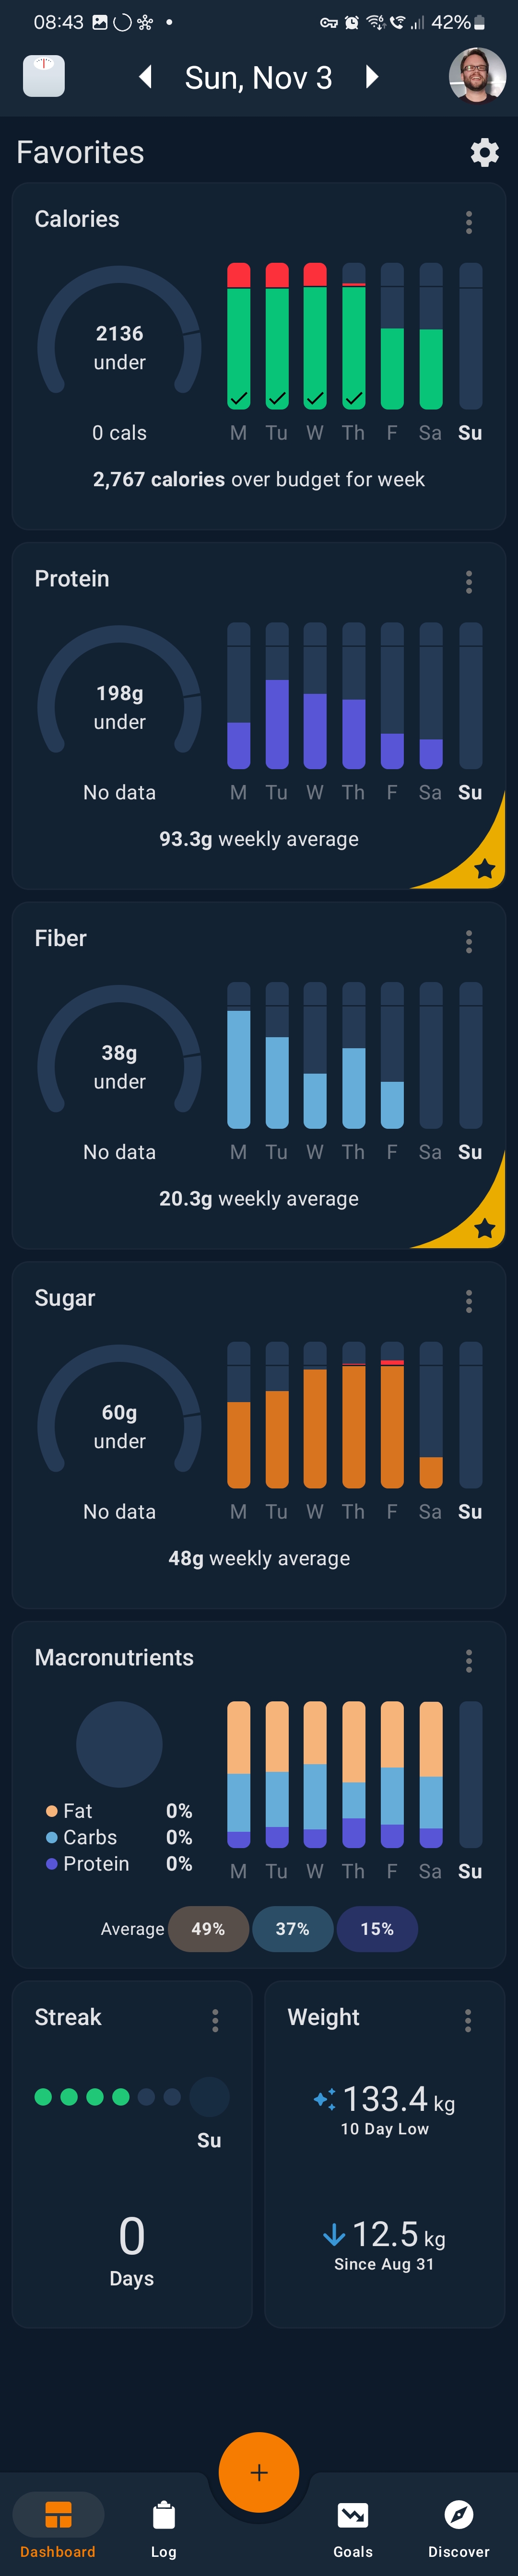 08:43 42%
Sun, Nov 3
Favorites
Calories
2136
under
0 cals
M Tu W Th F Sa Su
2,767 calories over budget for week
Protein
198g
under
No data
M Tu W Th F Sa Su
93.3g weekly average
Fiber
38g
under
No data
M Tu W Th F Sa Su
20.3g weekly average
Sugar
60g
under
No data
M Tu W Th F Sa Su
48g weekly average
Macronutrients
Fat 0%
Carbs 0%
Protein 0%
M Tu W Th F Sa Su
Average 49% 37% 15%
Streak
Su
0
Days
Weight
133.4 kg
10 Day Low
12.5 kg
Since Aug 31
+
Dashboard Log Goals Discover